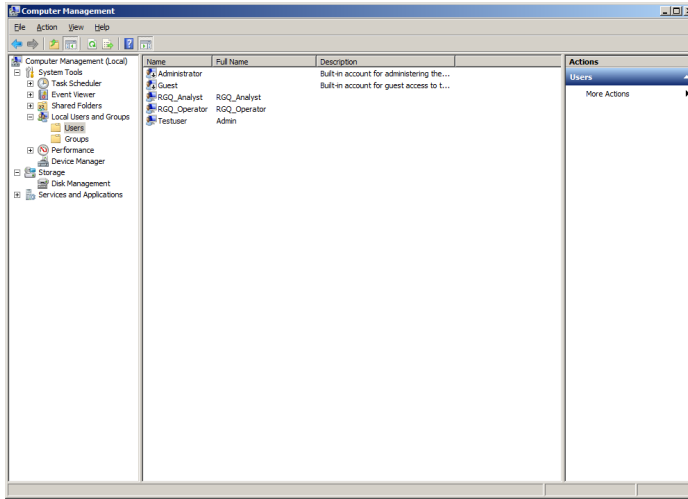 Computer Management
File Action View Help
Computer Management (Local)
System Tools
Task Scheduler
Event Viewer
Shared Folders
Local Users and Groups
Users
Groups
Performance
Device Manager
Storage
Disk Management
Services and Applications
Name Full Name Description
Administrator Built-in account for administering the...
Guest Built-in account for guest access to t...
RGQ_Analyst RGQ_Analyst
RGQ_Operator RGQ_Operator
Testuser Admin
Actions
Users
More Actions